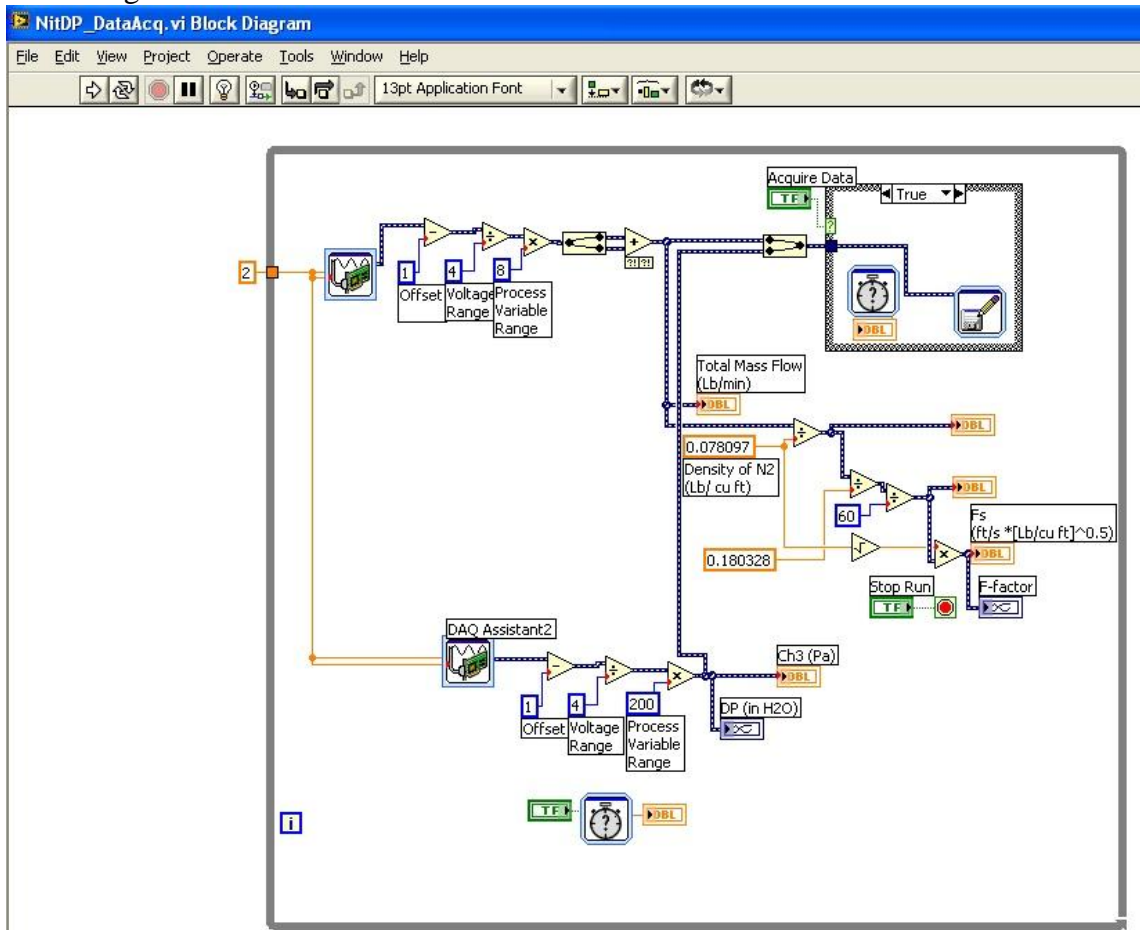 NitDP_DataAcq.vi Block Diagram
File Edit View Project Operate Tools Window Help
13pt Application Font
Acquire Data
TF
True
?
2
1
4
8
?!
?!
Offset
Voltage
Range
Process
Variable
Range
?
DBL
Total Mass Flow
(Lb/min)
DBL
0.078097
DBL
Density of N2
(Lb/ cu ft)
DBL
60
Fs
(ft/s *[Lb/cu ft]^0.5)
DBL
0.180328
Stop Run
TF
F-factor
DAQ Assistant2
Ch3 (Pa)
DBL
1
4
200
DP (in H2O)
Offset
Voltage
Range
Process
Variable
Range
TF
?
DBL
i